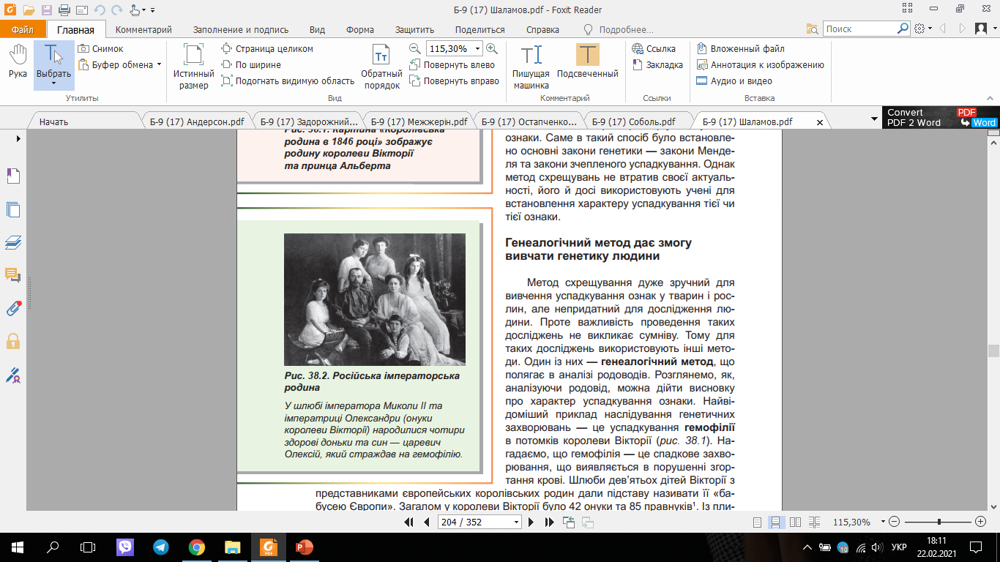 Б-9 (17) Шаламов.pdf - Foxit Reader
Файл
Главная
Комментарий
Заполнение и подпись
Вид
Форма
Защитить
Поделиться
Справка
Подробнее...
Поиск
Рука
Выбрать
Снимок
Буфер обмена
Утилиты
Истинный
размер
Страница целиком
По ширине
Подогнать видимую область
Обратный
порядок
115,30%
Повернуть влево
Повернуть вправо
Вид
Пишущая
машинка
Подсвеченный
Комментарий
Ссылка
Закладка
Ссылки
Вложенный файл
Аннотация к изображению
Аудио и видео
Вставка
Начать
Б-9 (17) Андерсон.pdf
Б-9 (17) Задорожний...
Б-9 (17) Межжерін.pdf
Б-9 (17) Остапченко...
Б-9 (17) Соболь.pdf
Б-9 (17) Шаламов.pdf
Convert PDF
PDF 2 Word Word
Рис. 38.1. Картина «Королівська
родина в 1846 році» зображує
родину королеви Вікторії
та принца Альберта
Рис. 38.2. Російська імператорська
родина
У шлюбі імператора Миколи ІІ та
імператриці Олександри (онуки
королеви Вікторії) народилися чотири
здорові доньки та син — царевич
Олексій, який страждав на гемофілію.
ознаки. Саме в такий спосіб було встановле-
но основні закони генетики — закони Менде-
ля та закони зчепленого успадкування. Однак
метод схрещувань не втратив своєї актуаль-
ності, його й досі використовують учені для
встановлення характеру успадкування тієї чи
тієї ознаки.
Генеалогічний метод дає змогу
вивчати генетику людини
Метод схрещування дуже зручний для
вивчення успадкування ознак у тварин і рос-
лин, але непридатний для дослідження лю-
дини. Проте важливість проведення таких
досліджень не викликає сумніву. Тому для
таких досліджень використовують інші мето-
ди. Один із них — генеалогічний метод, що
полягає в аналізі родоводів. Розглянемо, як,
аналізуючи родовід, можна дійти висновку
про характер успадкування ознаки. Найві-
доміший приклад наслідування генетичних
захворювань — це успадкування гемофілії
в потомків королеви Вікторії (рис. 38.1). На-
гадаємо, що гемофілія — це спадкове захво-
рювання, що виявляється в порушенні згор-
тання крові. Шлюби дев’ятьох дітей Вікторії з
представниками європейських королівських родин дали підставу називати її «ба-
бусею Європи». Загалом у королеви Вікторії було 42 онуки та 85 правнуків¹. Із пли-
204 / 352
115,30%
10
УКР
18:11
22.02.2021